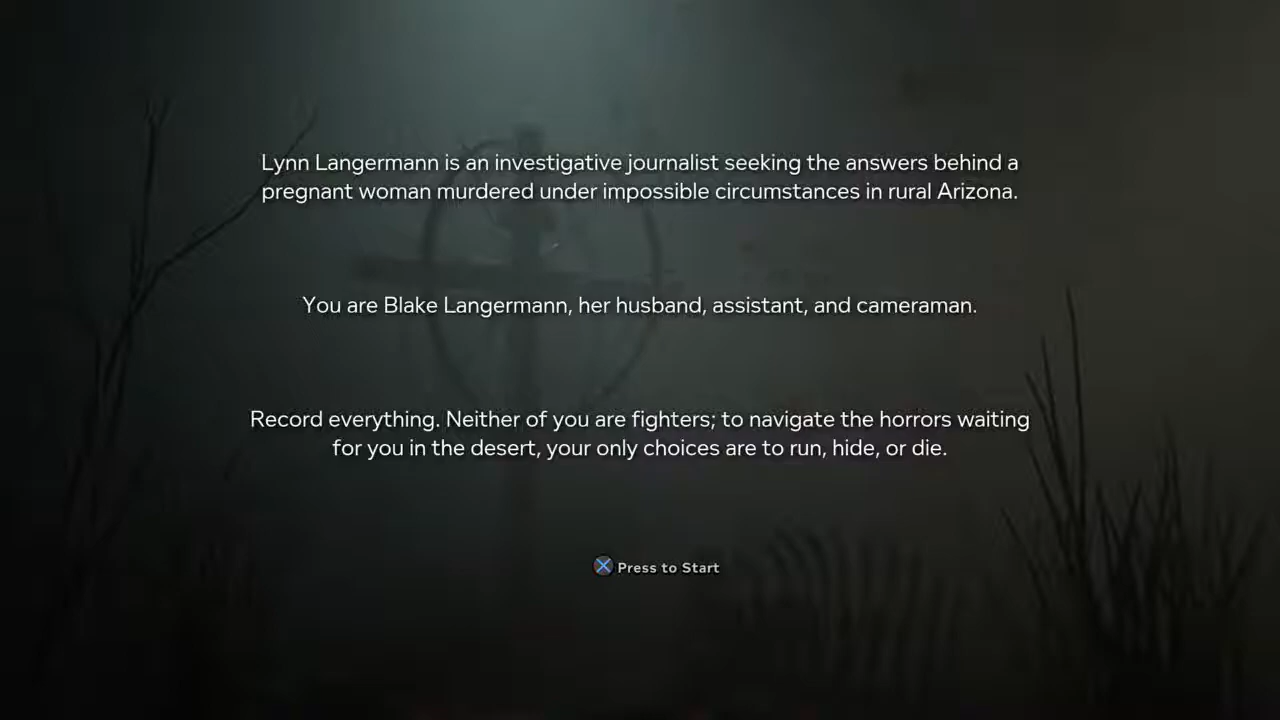 Lynn Langermann is an investigative journalist seeking the answers behind a
pregnant woman murdered under impossible circumstances in rural Arizona.
You are Blake Langermann, her husband, assistant, and cameraman.
Record everything. Neither of you are fighters; to navigate the horrors waiting
for you in the desert, your only choices are to run, hide, or die.
Press to Start